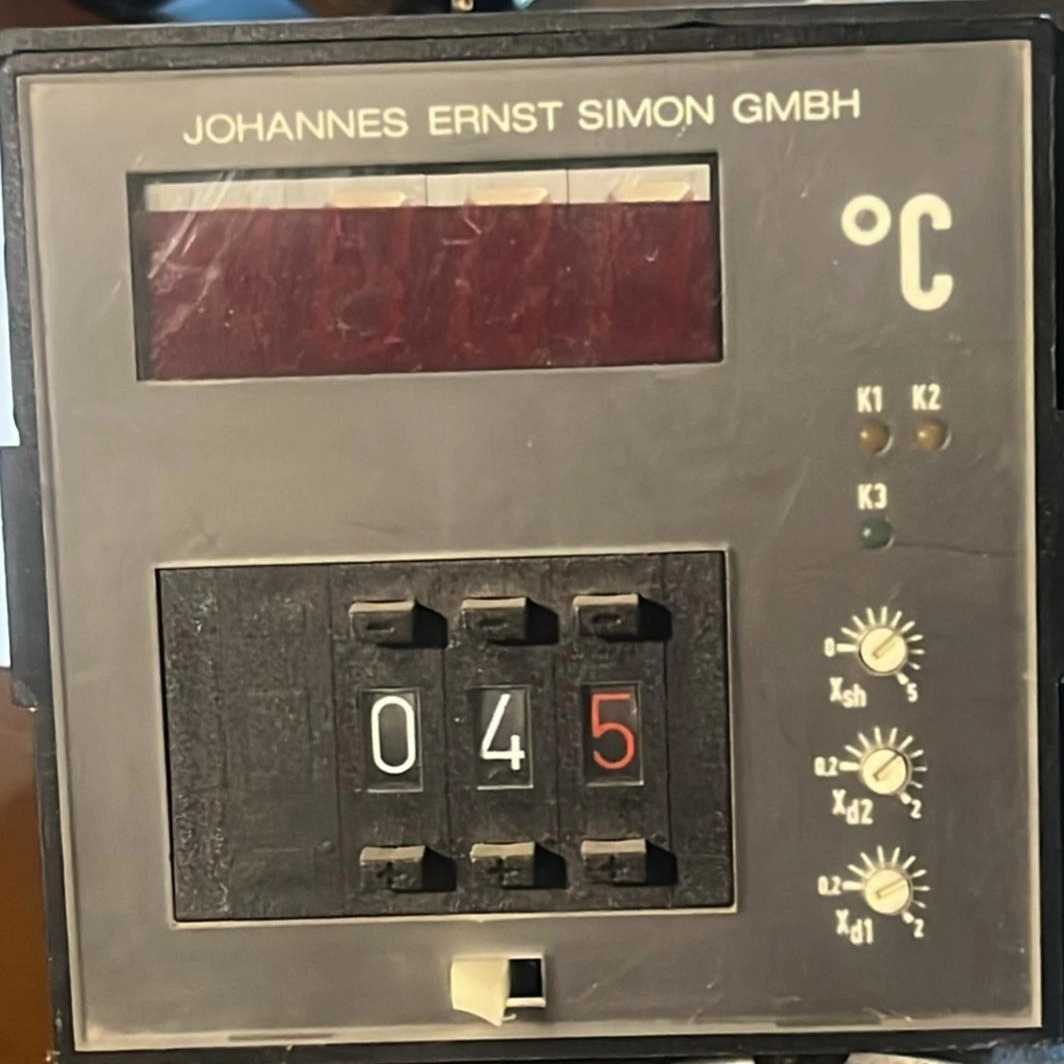 JOHANNES ERNST SIMON GMBH
°C
K1 K2
K3
- - -
0 4 5
+ + +
0 5
Xsh
0.2 2
Xd2
0.2 2
Xd1